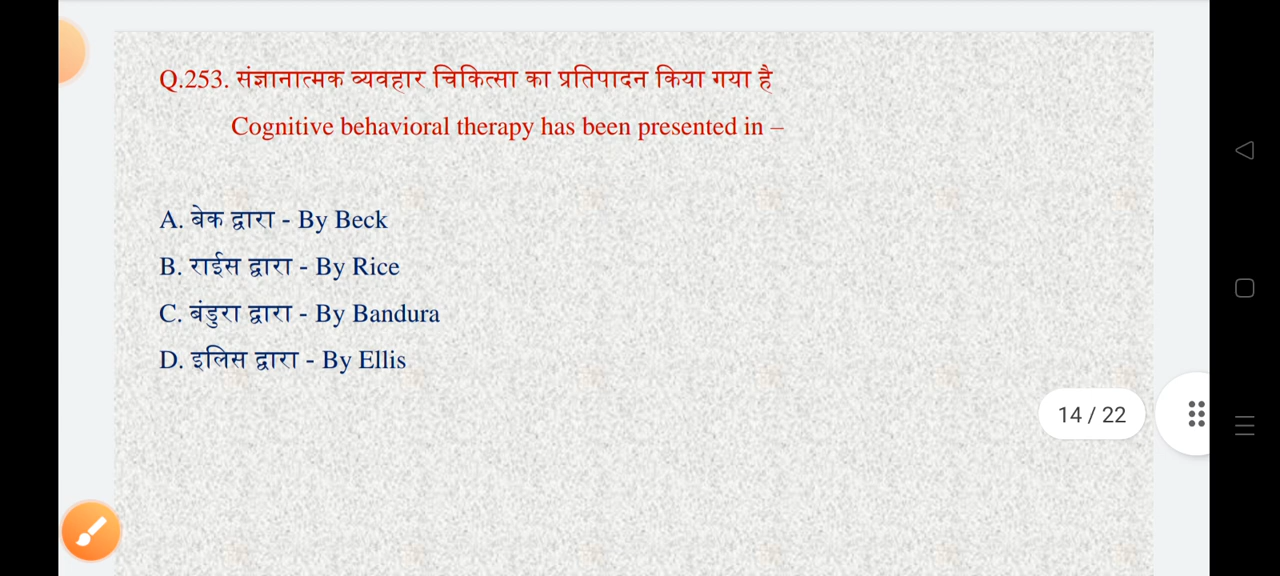 Q.253. संज्ञानात्मक व्यवहार चिकित्सा का प्रतिपादन किया गया है
Cognitive behavioral therapy has been presented in –
A. बेक द्वारा - By Beck
B. राईस द्वारा - By Rice
C. बंडुरा द्वारा - By Bandura
D. इलिस द्वारा - By Ellis
14 / 22